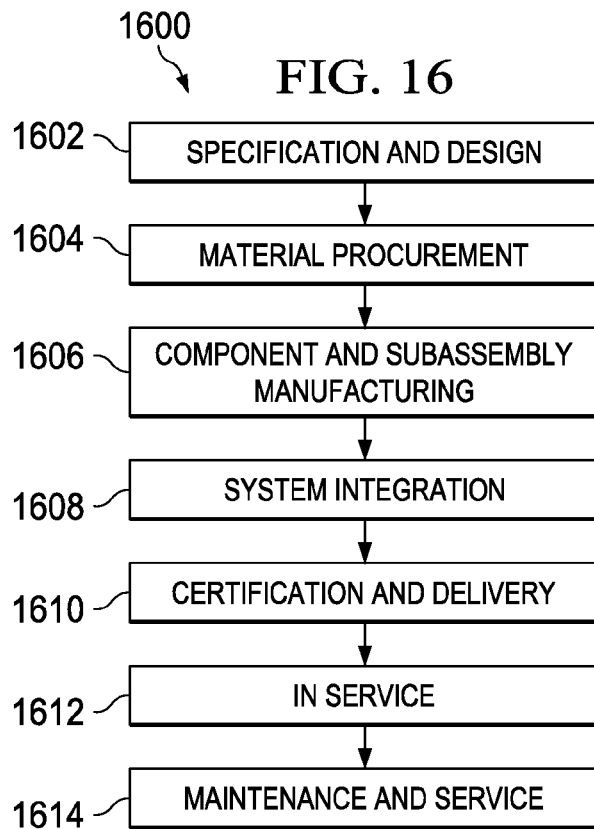 1600
FIG. 16
1602
SPECIFICATION AND DESIGN
1604
MATERIAL PROCUREMENT
1606
COMPONENT AND SUBASSEMBLY
MANUFACTURING
1608
SYSTEM INTEGRATION
1610
CERTIFICATION AND DELIVERY
1612
IN SERVICE
1614
MAINTENANCE AND SERVICE